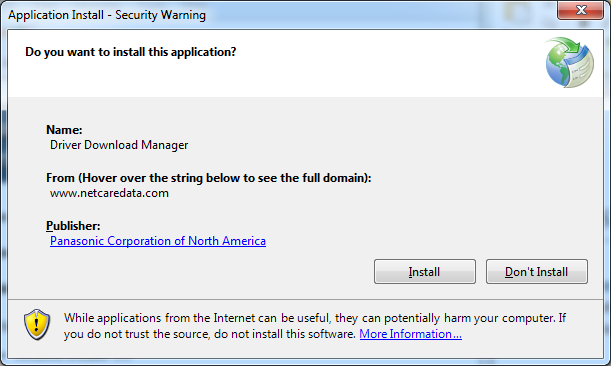 Application Install - Security Warning
Do you want to install this application?
Name:
Driver Download Manager
From (Hover over the string below to see the full domain):
www.netcaredata.com
Publisher:
Panasonic Corporation of North America
Install
Don't Install
While applications from the Internet can be useful, they can potentially harm your computer. If
you do not trust the source, do not install this software. More Information...